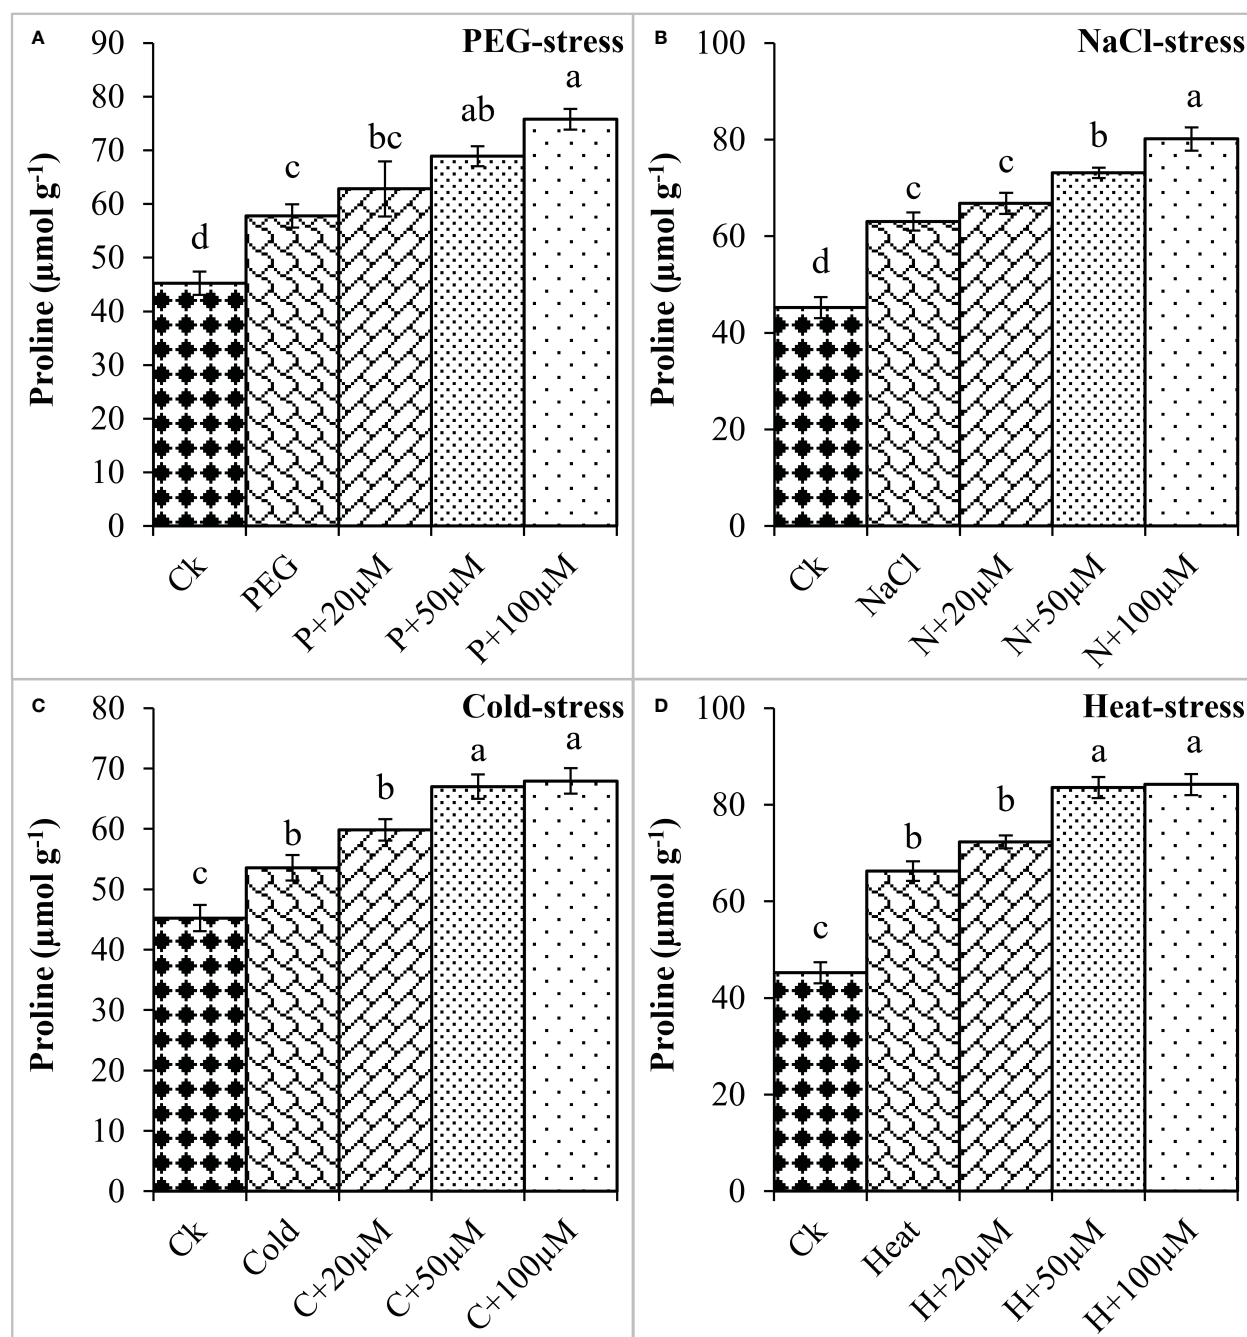 A
PEG-stress
90
80
70
60
50
40
30
20
10
0
Proline (µmol g-1)
d
c
bc
ab
a
Ck
PEG
P+20µM
P+50µM
P+100µM
B
NaCl-stress
100
80
60
40
20
0
Proline (µmol g-1)
d
c
c
b
a
Ck
NaCl
N+20µM
N+50µM
N+100µM
C
Cold-stress
80
70
60
50
40
30
20
10
0
Proline (µmol g-1)
c
b
b
a
a
Ck
Cold
C+20µM
C+50µM
C+100µM
D
Heat-stress
100
80
60
40
20
0
Proline (µmol g-1)
c
b
b
a
a
Ck
Heat
H+20µM
H+50µM
H+100µM